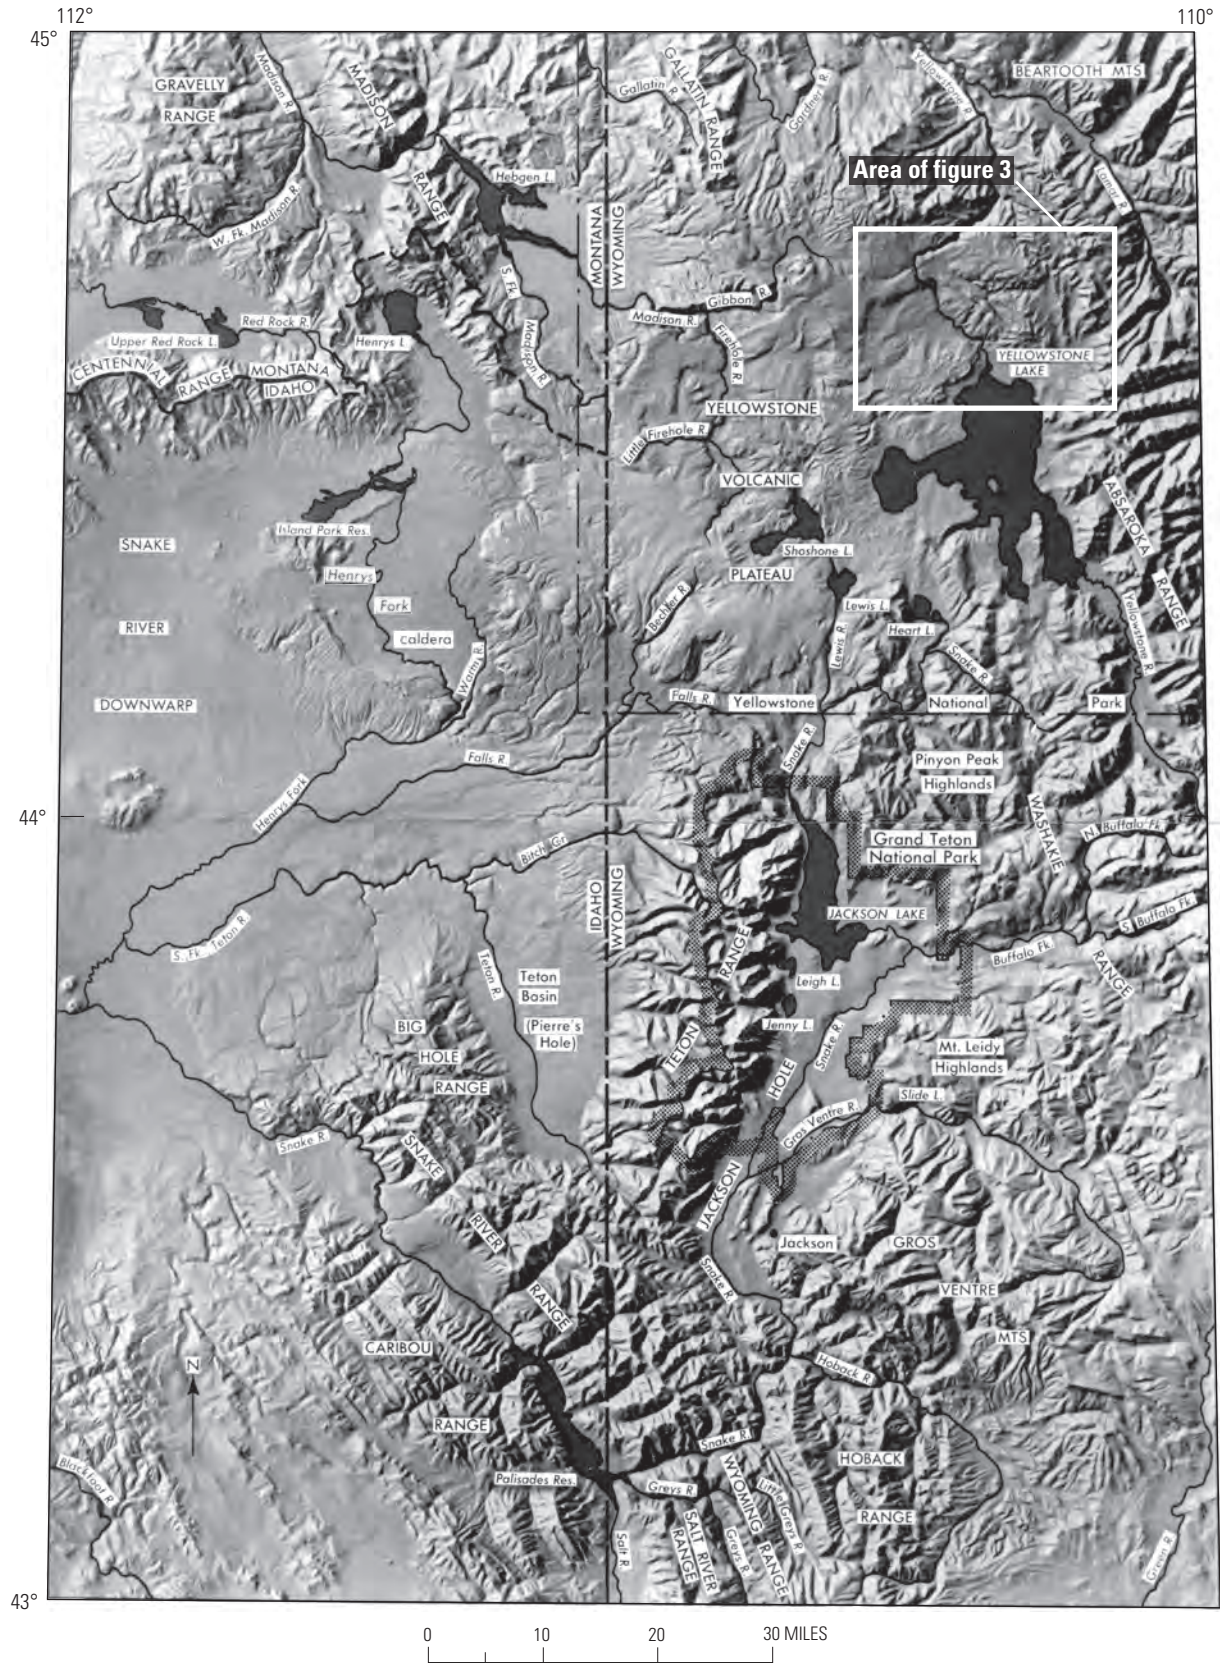 112°
110°
45°
GRAVELLY
RANGE
Madison R.
MADISON
RANGE
Gallatin R.
GALLATIN RANGE
Gardner R.
Yellowstone R.
BEARTOOTH MTS
Area of figure 3
Lamar R.
Hebgen L.
W. Fk. Madison R.
MONTANA
WYOMING
S. Fk.
Madison R.
Gibbon R.
Madison R.
Firehole R.
Upper Red Rock L.
Red Rock R.
Henrys L.
CENTENNIAL
RANGE
MONTANA
IDAHO
YELLOWSTONE
LAKE
YELLOWSTONE
Little Firehole R.
VOLCANIC
ABSAROKA
RANGE
Island Park Res.
SNAKE
Shoshone L.
Henrys
PLATEAU
Bechler R.
Fork
Lewis L.
RIVER
caldera
Heart L.
Lewis R.
Warm R.
Snake R.
Yellowstone R.
DOWNWARP
Falls R.
Yellowstone
National
Park
Falls R.
Snake R.
Pinyon Peak
Highlands
Henrys Fork
44°
WASHAKIE
N. Buffalo Fk.
Grand Teton
National Park
Bitch Cr
IDAHO
WYOMING
JACKSON LAKE
S. Buffalo Fk
S. Fk. Teton R.
RANGE
Buffalo Fk.
RANGE
Teton R.
Teton
Basin
Leigh L.
(Pierre's
Hole)
BIG
Jenny L.
Snake R.
TETON
HOLE
HOLE
Mt. Leidy
Highlands
RANGE
Slide L.
Gros Ventre R.
Snake R.
SNAKE
JACKSON
RIVER
Jackson
GROS
Snake R.
RANGE
VENTRE
MTS
CARIBOU
N
Hoback R.
RANGE
Snake R.
HOBACK
Blackfoot R.
Palisades Res.
Greys R.
WYOMING RANGE
Little Greys R.
RANGE
SALT RIVER
RANGE
Greys R.
Salt R
Green R.
43°
0 10 20 30 MILES